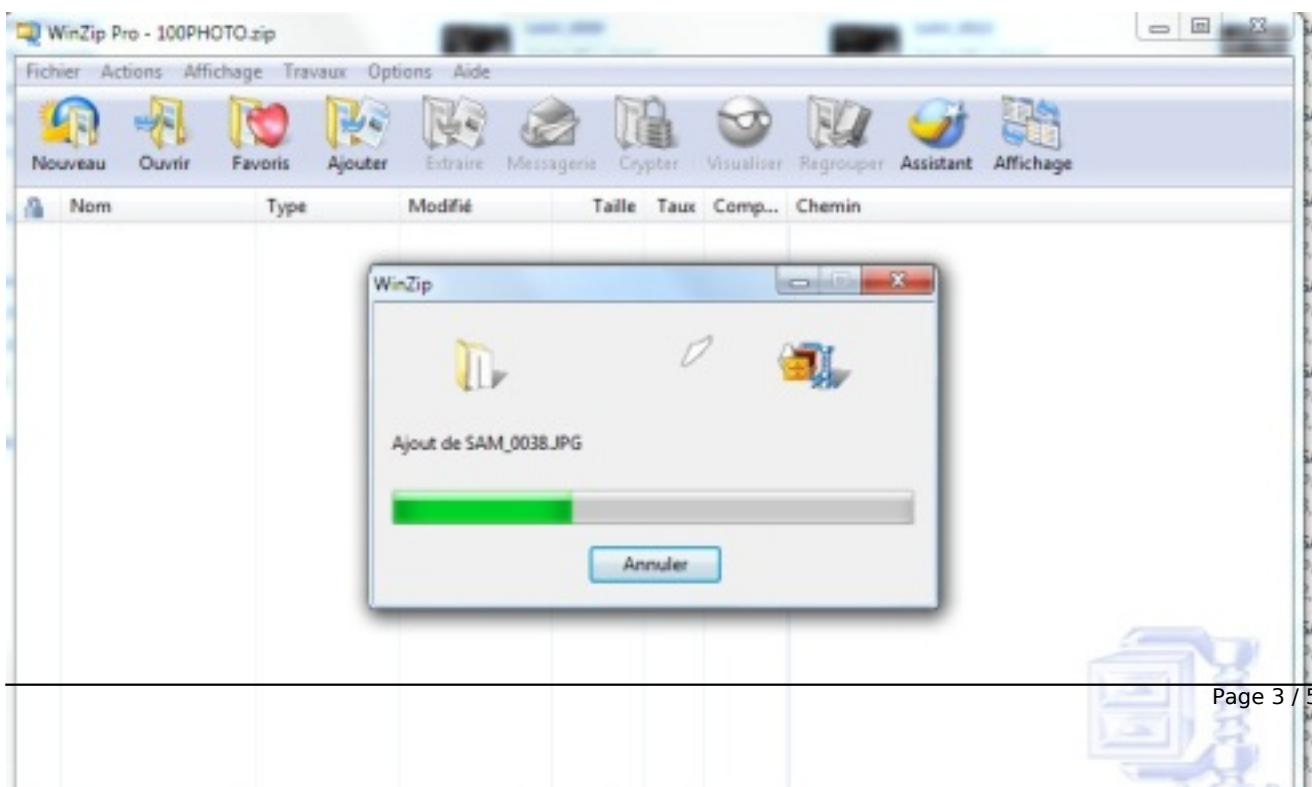 WinZip Pro - 100PHOTO.zip
Fichier Actions Affichage Travaux Options Aide
Nouveau Ouvrir Favoris Ajouter Extraire Messagerie Crypter Visualiser Regrouper Assistant Affichage
Nom Type Modifié Taille Taux Comp... Chemin
WinZip
Ajout de SAM_0038.JPG
Annuler
Page 3 / 5